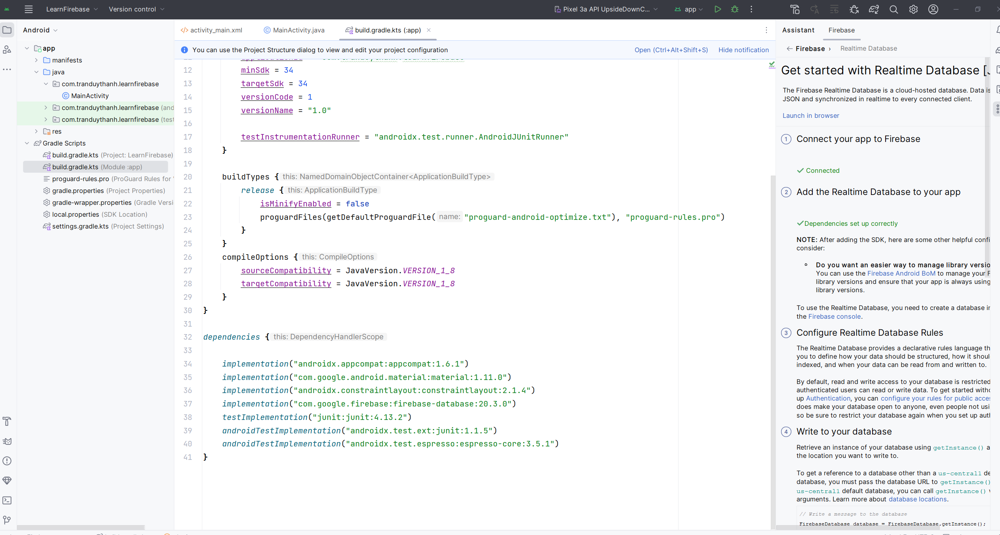 LearnFirebase
Version control
Pixel 3a API UpsideDownC...
app
Android
app
manifests
java
com.tranduythanh.learnfirebase
MainActivity
com.tranduythanh.learnfirebase (and
com.tranduythanh.learnfirebase (test
res
Gradle Scripts
build.gradle.kts (Project: LearnFirebase)
build.gradle.kts (Module :app)
proguard-rules.pro (ProGuard Rules for
gradle.properties (Project Properties)
gradle-wrapper.properties (Gradle Versi
local.properties (SDK Location)
settings.gradle.kts (Project Settings)
activity_main.xml
MainActivity.java
build.gradle.kts (:app)
You can use the Project Structure dialog to view and edit your project configuration
Open (Ctrl+Alt+Shift+S)
Hide notification
12 minSdk = 34
13 targetSdk = 34
14 versionCode = 1
15 versionName = "1.0"
16
17 testInstrumentationRunner = "androidx.test.runner.AndroidJUnitRunner"
18 }
19
20 buildTypes { this: NamedDomainObjectContainer<ApplicationBuildType>
21 release { this: ApplicationBuildType
22 isMinifyEnabled = false
23 proguardFiles(getDefaultProguardFile( name: "proguard-android-optimize.txt"), "proguard-rules.pro")
24 }
25 }
26 compileOptions { this: CompileOptions
27 sourceCompatibility = JavaVersion.VERSION_1_8
28 targetCompatibility = JavaVersion.VERSION_1_8
29 }
30 }
31
32 dependencies { this: DependencyHandlerScope
33
34 implementation("androidx.appcompat:appcompat:1.6.1")
35 implementation("com.google.android.material:material:1.11.0")
36 implementation("androidx.constraintlayout:constraintlayout:2.1.4")
37 implementation("com.google.firebase:firebase-database:20.3.0")
38 testImplementation("junit:junit:4.13.2")
39 androidTestImplementation("androidx.test.ext:junit:1.1.5")
40 androidTestImplementation("androidx.test.espresso:espresso-core:3.5.1")
41 }
Assistant
Firebase
← Firebase › Realtime Database
Get started with Realtime Database [
The Firebase Realtime Database is a cloud-hosted database. Data is
JSON and synchronized in realtime to every connected client.
Launch in browser
1 Connect your app to Firebase
Connected
2 Add the Realtime Database to your app
Dependencies set up correctly
NOTE: After adding the SDK, here are some other helpful confi
consider:
Do you want an easier way to manage library versio
You can use the Firebase Android BoM to manage your F
library versions and ensure that your app is always using
library versions.
To use the Realtime Database, you need to create a database in
the Firebase console.
3 Configure Realtime Database Rules
The Realtime Database provides a declarative rules language th
you to define how your data should be structured, how it shoul
indexed, and when your data can be read from and written to.
By default, read and write access to your database is restricted
authenticated users can read or write data. To get started witho
up Authentication, you can configure your rules for public acce
does make your database open to anyone, even people not usi
so be sure to restrict your database again when you set up aut
4 Write to your database
Retrieve an instance of your database using getInstance() a
the location you want to write to.
To get a reference to a database other than a us-central1 de
database, you must pass the database URL to getInstance()
us-central1 default database, you can call getInstance()
arguments. Learn more about database locations.
// Write a message to the database
FirebaseDatabase database = FirebaseDatabase.getInstance();